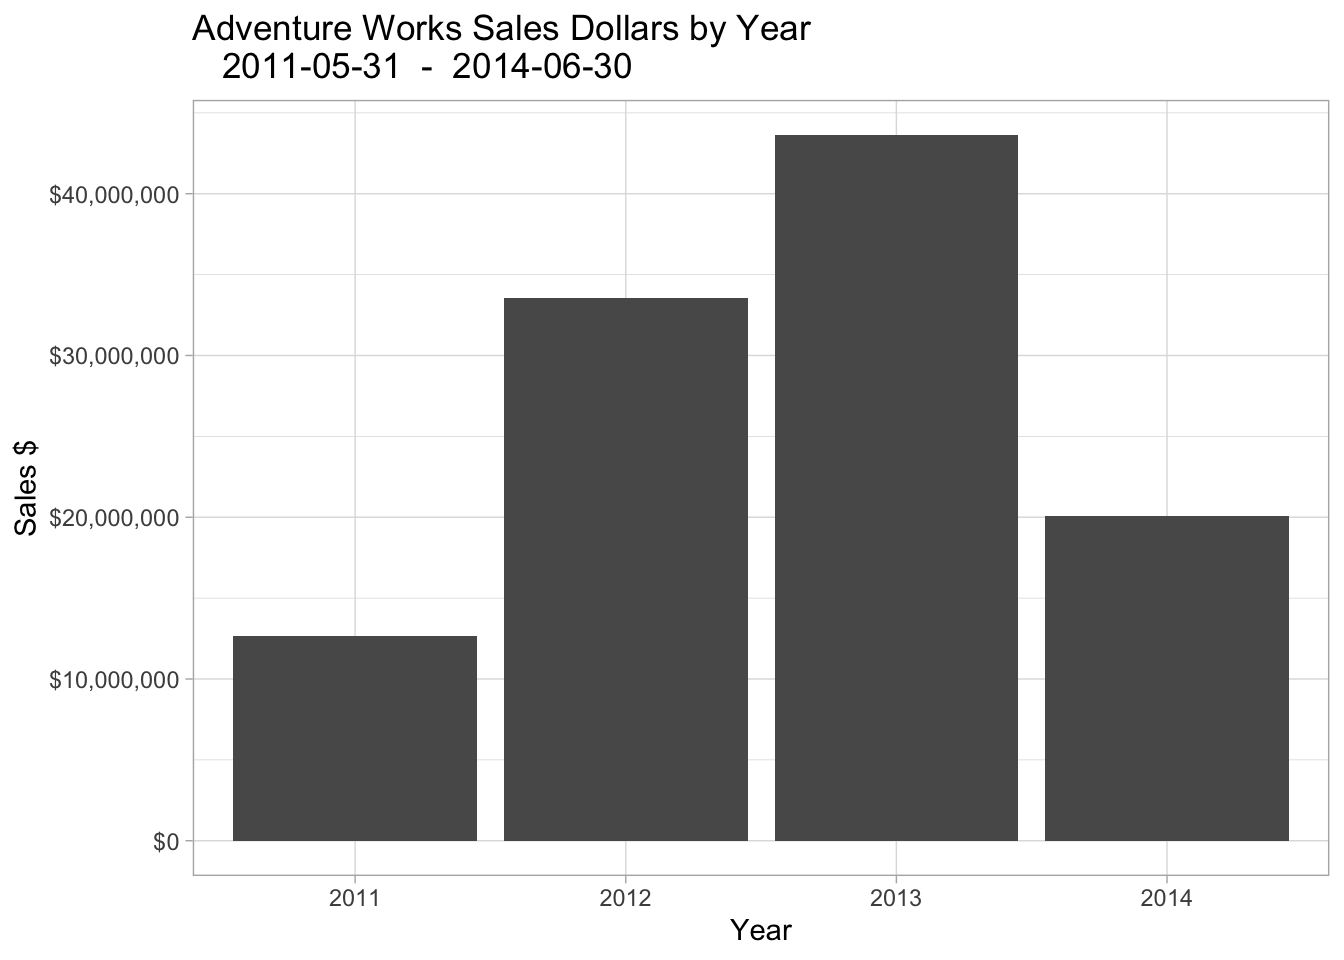 Adventure Works Sales Dollars by Year
2011-05-31 - 2014-06-30
Sales $
$40,000,000
$30,000,000
$20,000,000
$10,000,000
$0
2011 2012 2013 2014
Year